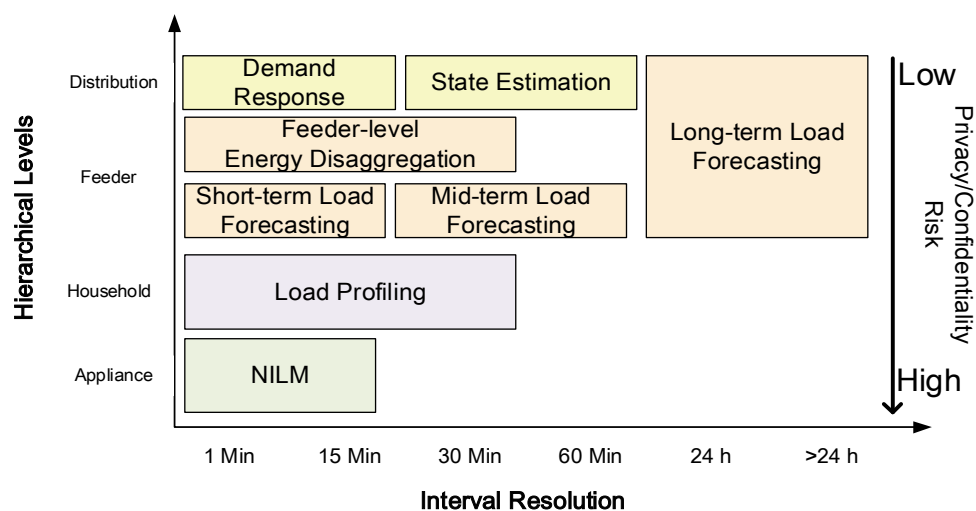 Hierarchical Levels
Distribution
Feeder
Household
Appliance
Demand
Response
State Estimation
Feeder-level
Energy Disaggregation
Short-term Load
Forecasting
Mid-term Load
Forecasting
Long-term Load
Forecasting
Load Profiling
NILM
Low
Privacy/Confidentiality
Risk
High
1 Min
15 Min
30 Min
60 Min
24 h
>24 h
Interval Resolution